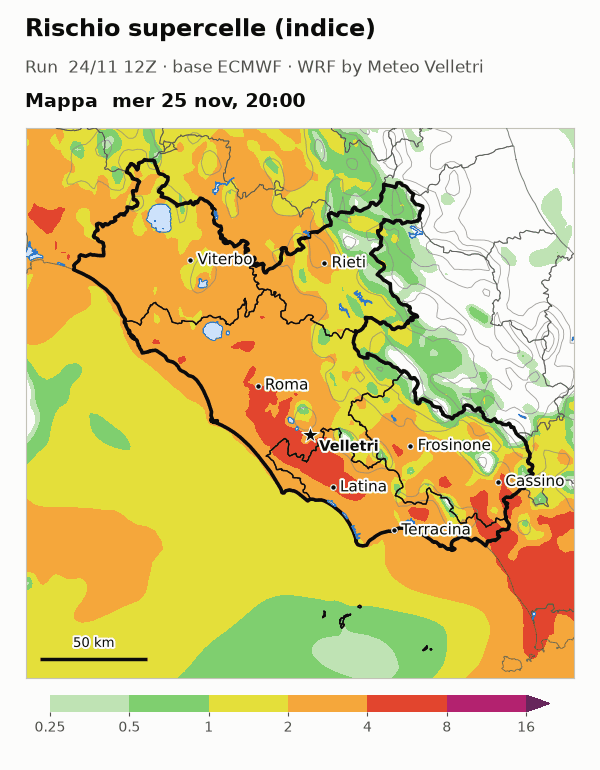 Rischio supercelle (indice)
Run  24/11 12Z · base ECMWF · WRF by Meteo Velletri
Mappa  mer 25 nov, 20:00
Viterbo
Rieti
Roma
Velletri
Frosinone
Cassino
Latina
Terracina
50 km
0.25 0.5 1 2 4 8 16